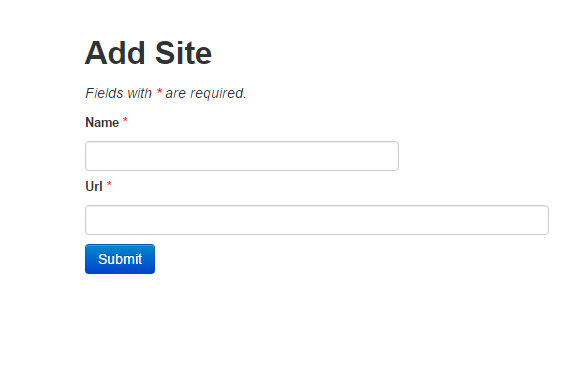 Add Site
Fields with * are required.
Name *
Url *
Submit